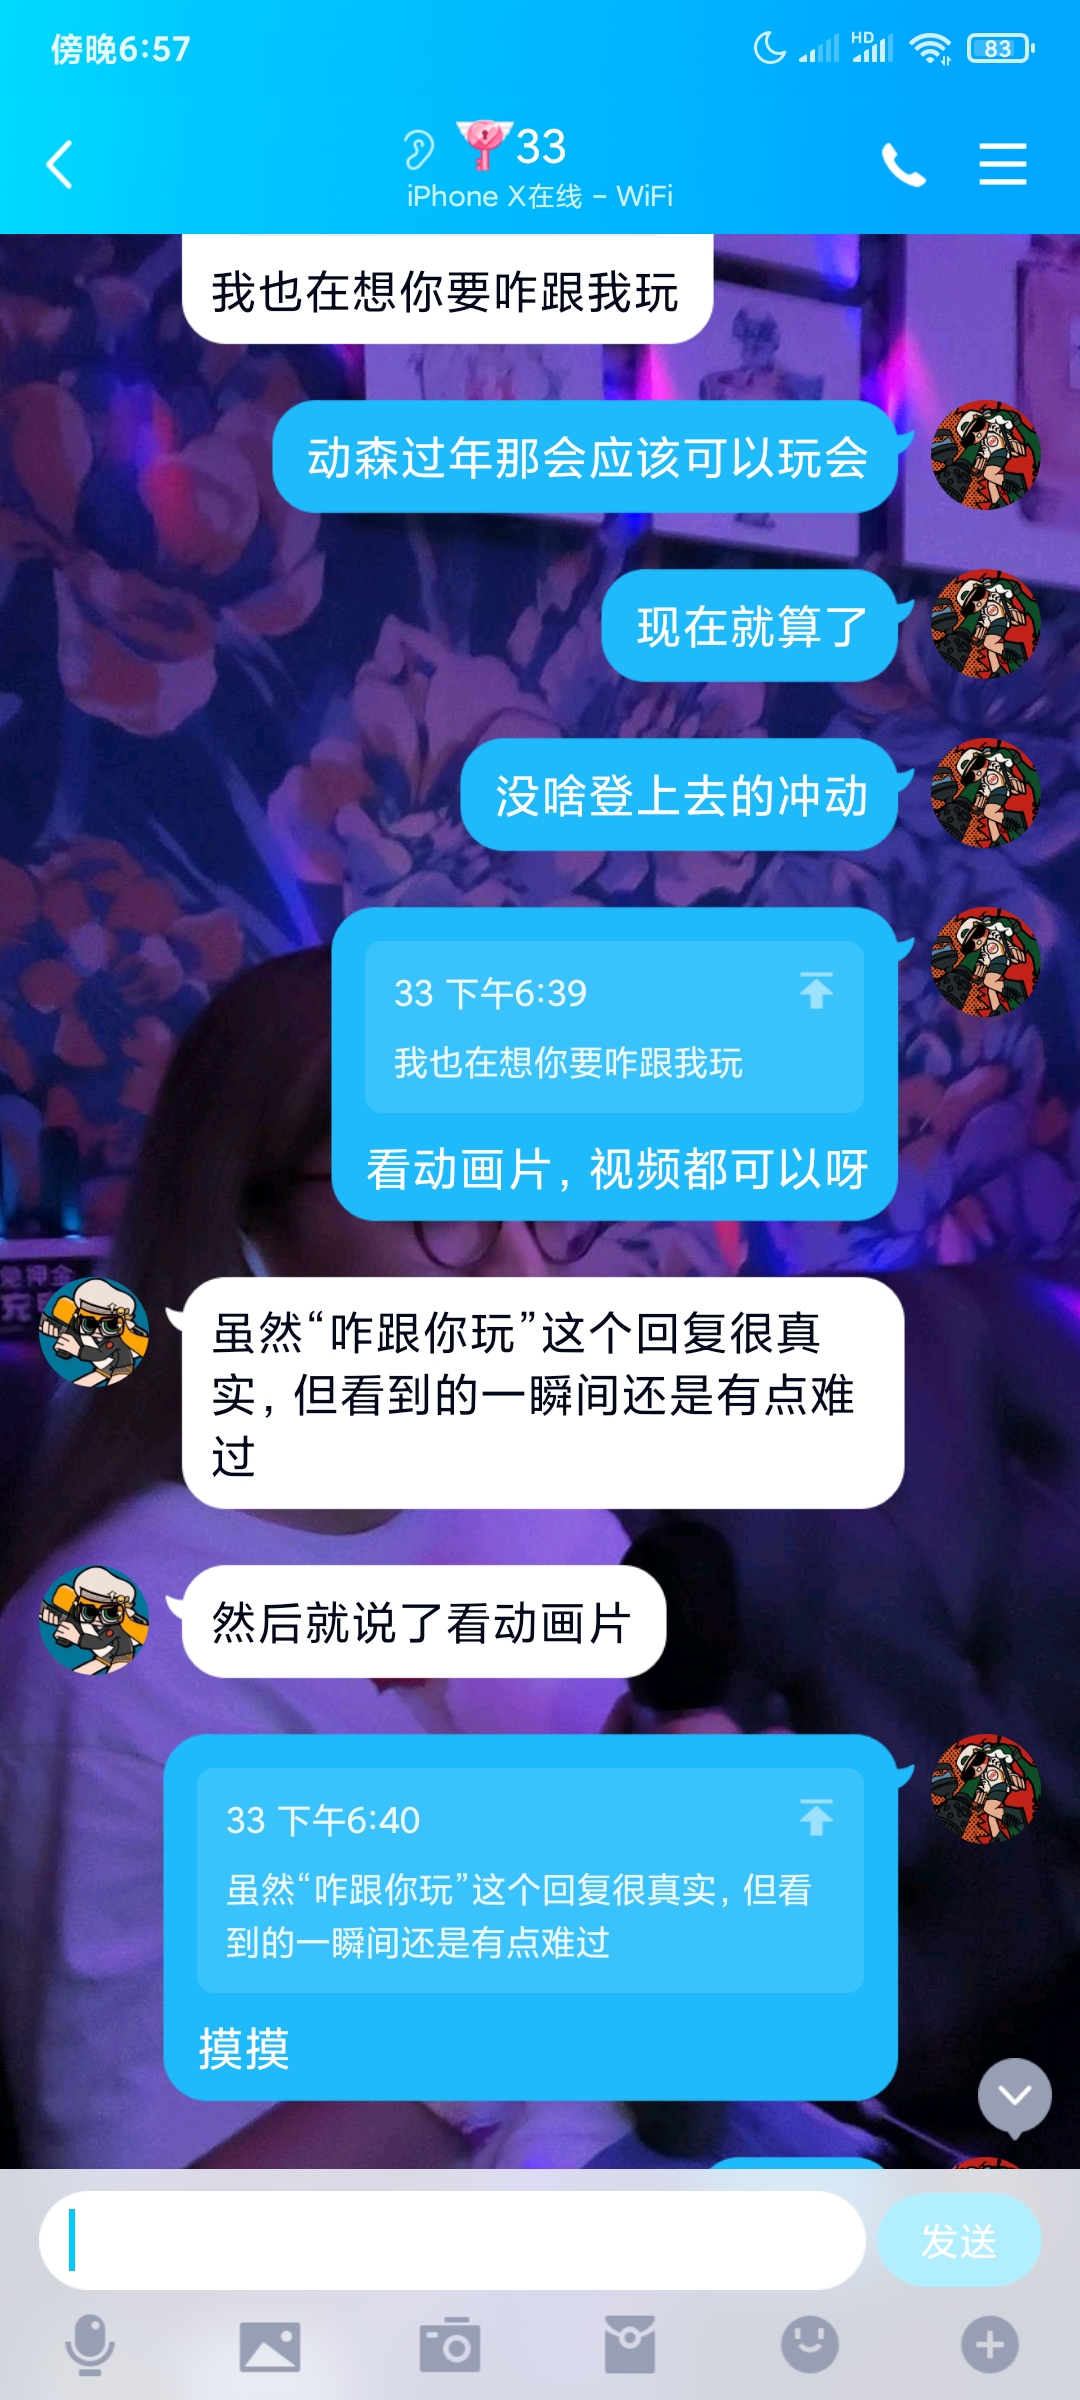 傍晚6:57
HD
83
33
iPhone X在线 - WiFi
我也在想你要咋跟我玩
动森过年那会应该可以玩会
现在就算了
没啥登上去的冲动
33 下午6:39
我也在想你要咋跟我玩
看动画片，视频都可以呀
虽然“咋跟你玩”这个回复很真
实，但看到的一瞬间还是有点难
过
然后就说了看动画片
33 下午6:40
虽然“咋跟你玩”这个回复很真实，但看
到的一瞬间还是有点难过
摸摸
发送